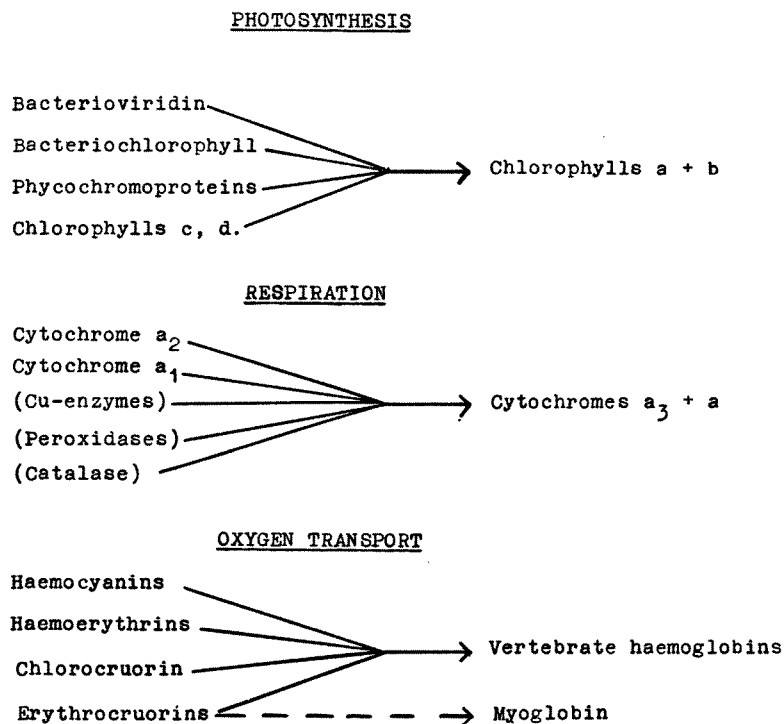 PHOTOSYNTHESIS
Bacterioviridin
Bacteriochlorophyll
Phycochromoproteins
Chlorophylls c, d.
Chlorophylls a + b
RESPIRATION
Cytochrome a2
Cytochrome a1
(Cu-enzymes)
(Peroxidases)
(Catalase)
Cytochromes a3 + a
OXYGEN TRANSPORT
Haemocyanins
Haemoerythrins
Chlorocruorin
Erythrocruorins
Vertebrate haemoglobins
Myoglobin